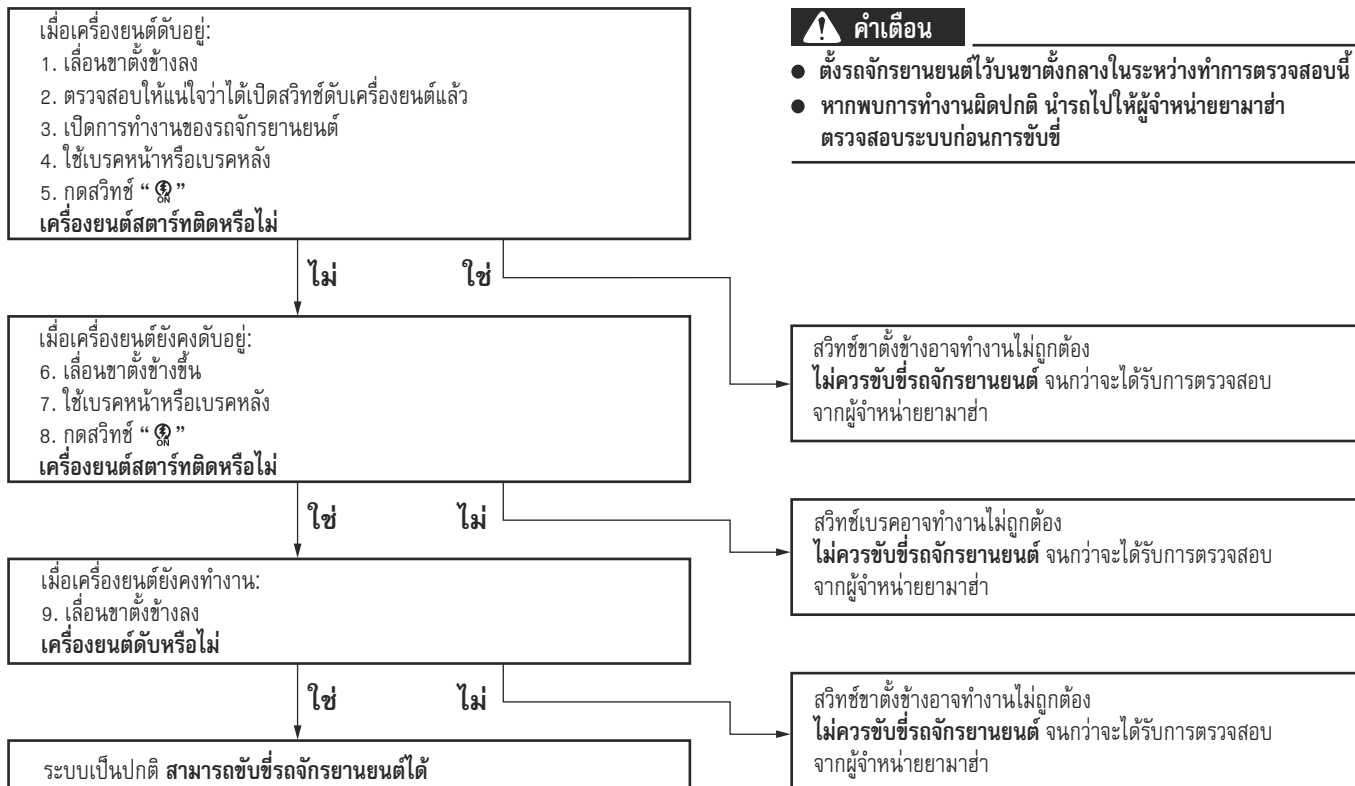 เมื่อเครื่องยนต์ดับอยู่:
1. เลื่อนขาตั้งข้างลง
2. ตรวจสอบให้แน่ใจว่าได้เปิดสวิทช์ดับเครื่องยนต์แล้ว
3. เปิดการทำงานของรถจักรยานยนต์
4. ใช้เบรคหน้าหรือเบรคหลัง
5. กดสวิทช์ “ ON ”
เครื่องยนต์สตาร์ทติดหรือไม่
คำเตือน
● ตั้งรถจักรยานยนต์ไว้บนขาตั้งกลางในระหว่างทำการตรวจสอบนี้
● หากพบการทำงานผิดปกติ นำรถไปให้ผู้จำหน่ายยามาฮ่า
ตรวจสอบระบบก่อนการขับขี่
ไม่ ใช่
เมื่อเครื่องยนต์ยังคงดับอยู่:
6. เลื่อนขาตั้งข้างขึ้น
7. ใช้เบรคหน้าหรือเบรคหลัง
8. กดสวิทช์ “ ON ”
เครื่องยนต์สตาร์ทติดหรือไม่
สวิทช์ขาตั้งข้างอาจทำงานไม่ถูกต้อง
ไม่ควรขับขี่รถจักรยานยนต์ จนกว่าจะได้รับการตรวจสอบ
จากผู้จำหน่ายยามาฮ่า
ใช่ ไม่
เมื่อเครื่องยนต์ยังคงทำงาน:
9. เลื่อนขาตั้งข้างลง
เครื่องยนต์ดับหรือไม่
สวิทช์เบรคอาจทำงานไม่ถูกต้อง
ไม่ควรขับขี่รถจักรยานยนต์ จนกว่าจะได้รับการตรวจสอบ
จากผู้จำหน่ายยามาฮ่า
ใช่ ไม่
ระบบเป็นปกติ สามารถขับขี่รถจักรยานยนต์ได้
สวิทช์ขาตั้งข้างอาจทำงานไม่ถูกต้อง
ไม่ควรขับขี่รถจักรยานยนต์ จนกว่าจะได้รับการตรวจสอบ
จากผู้จำหน่ายยามาฮ่า